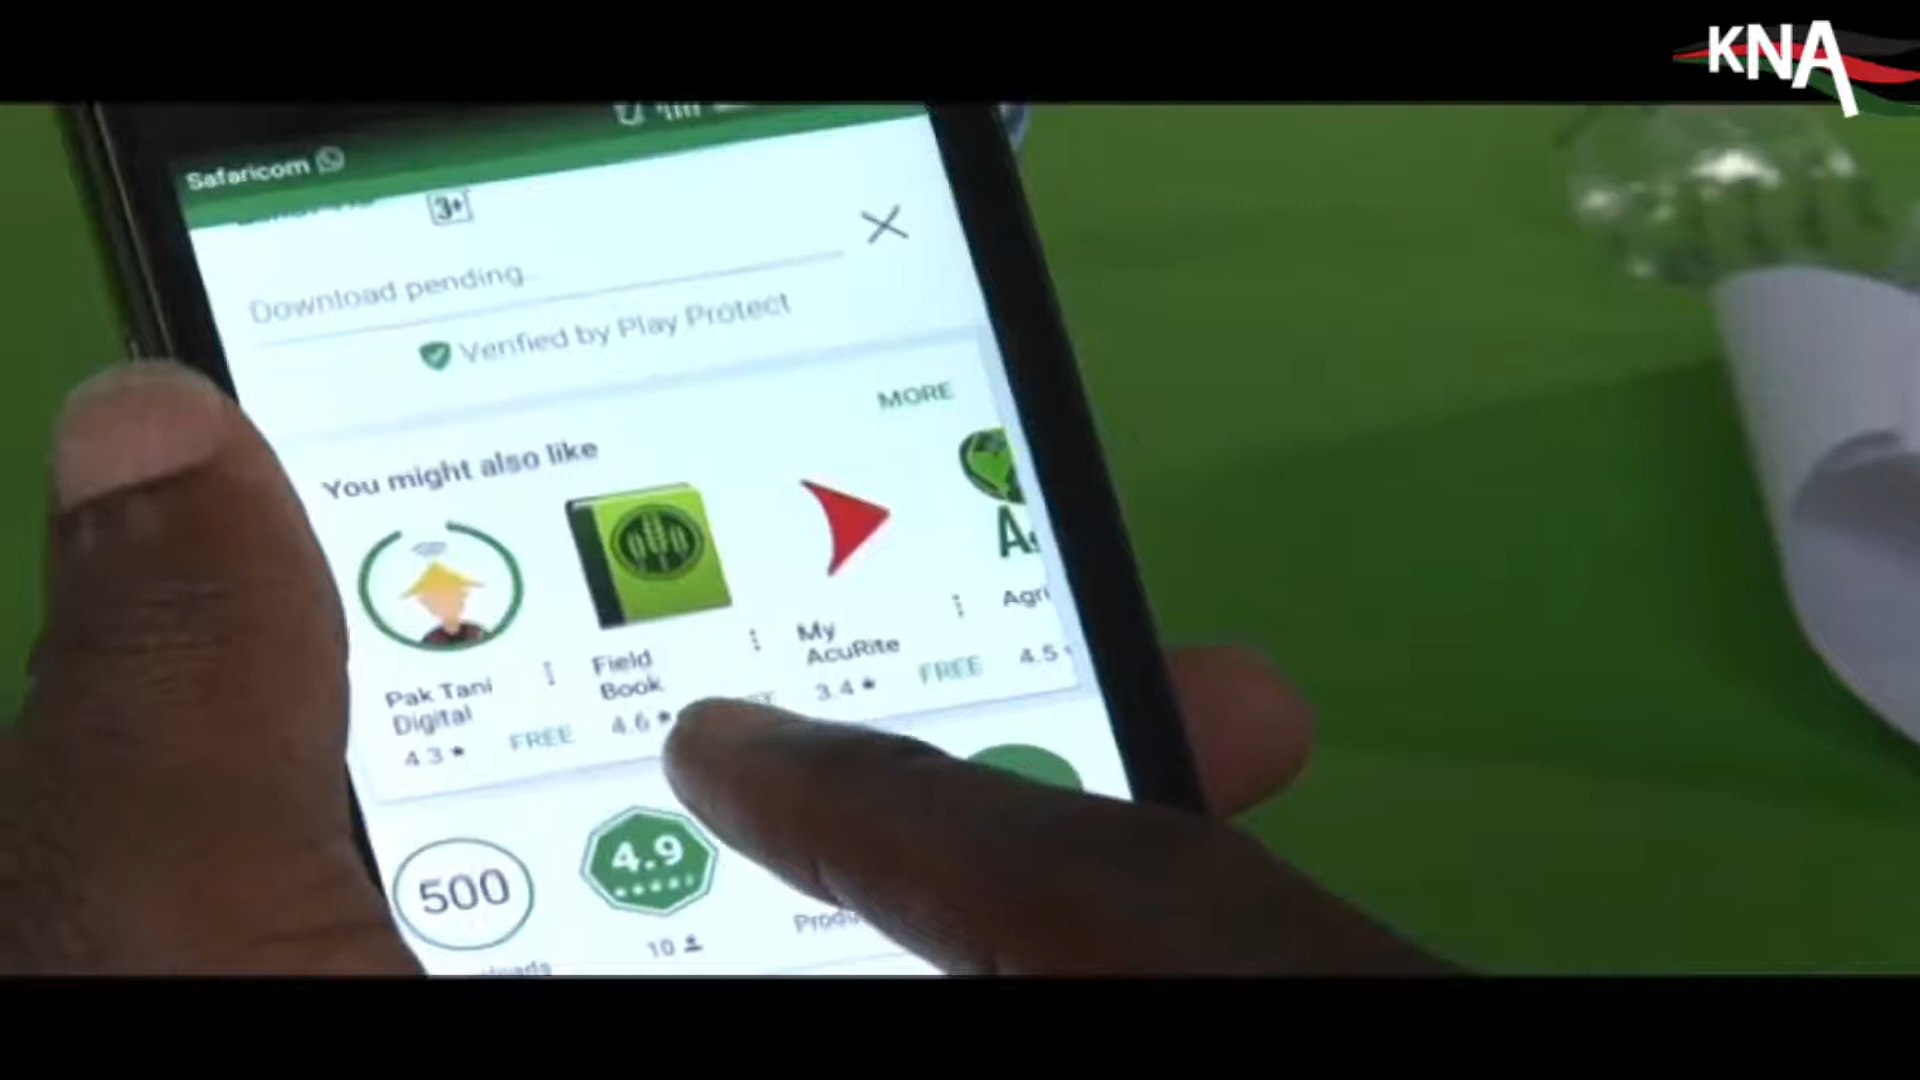 KNA
Safaricom
3+
Download pending...
Verified by Play Protect
MORE
You might also like
Pak Tani
Digital
4.3 ★
FREE
Field
Book
4.6 ★
My
AcuRite
3.4 ★
FREE
Agri
4.5
500
4.9
10